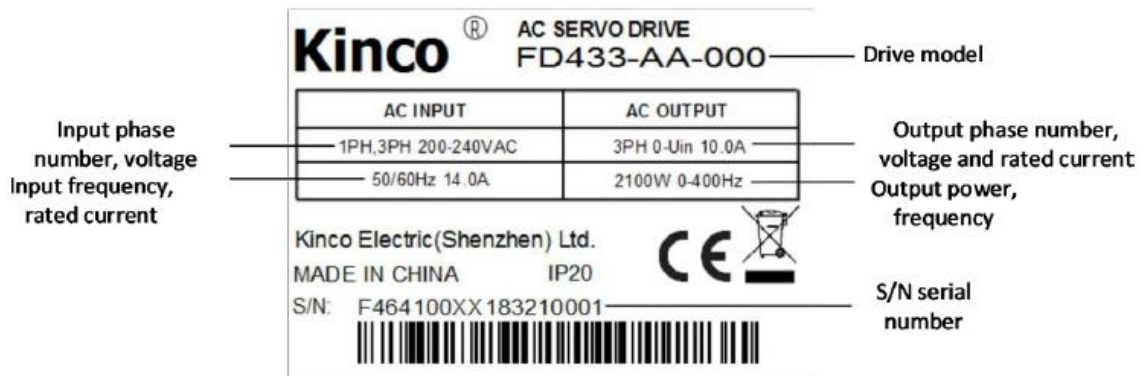 Kinco ® AC SERVO DRIVE
FD433-AA-000
Drive model
AC INPUT AC OUTPUT
Input phase
number, voltage
1PH,3PH 200-240VAC 3PH 0-Uin 10.0A
Output phase number,
voltage and rated current
Input frequency,
rated current
50/60Hz 14.0A 2100W 0-400Hz
Output power,
frequency
Kinco Electric(Shenzhen) Ltd.
CE
MADE IN CHINA IP20
S/N: F464100XX183210001
S/N serial
number